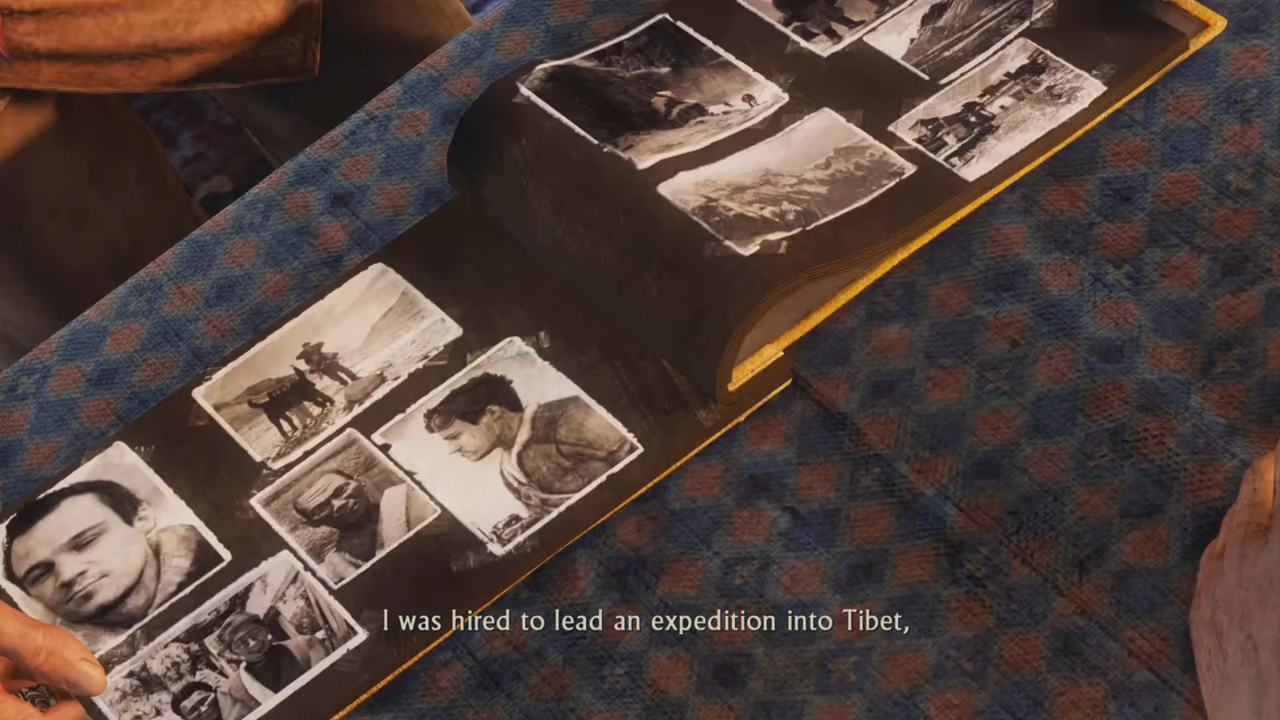 I was hired to lead an expedition into Tibet,